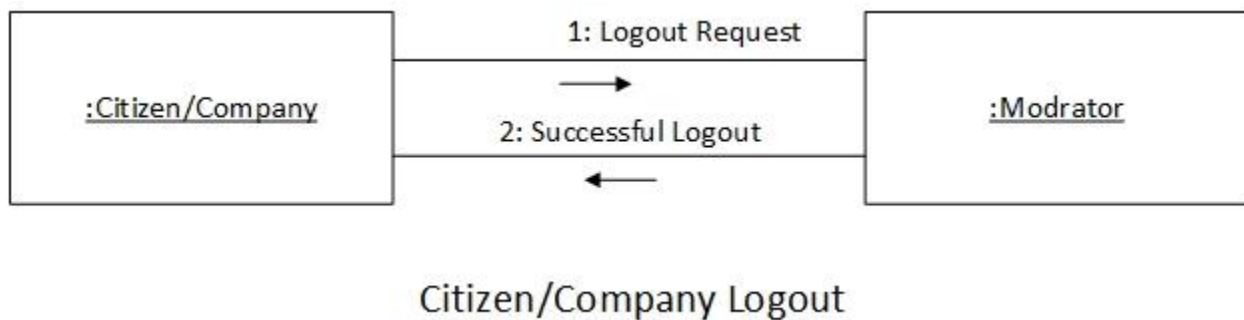 1: Logout Request
:Citizen/Company
:Modrator
2: Successful Logout
Citizen/Company Logout